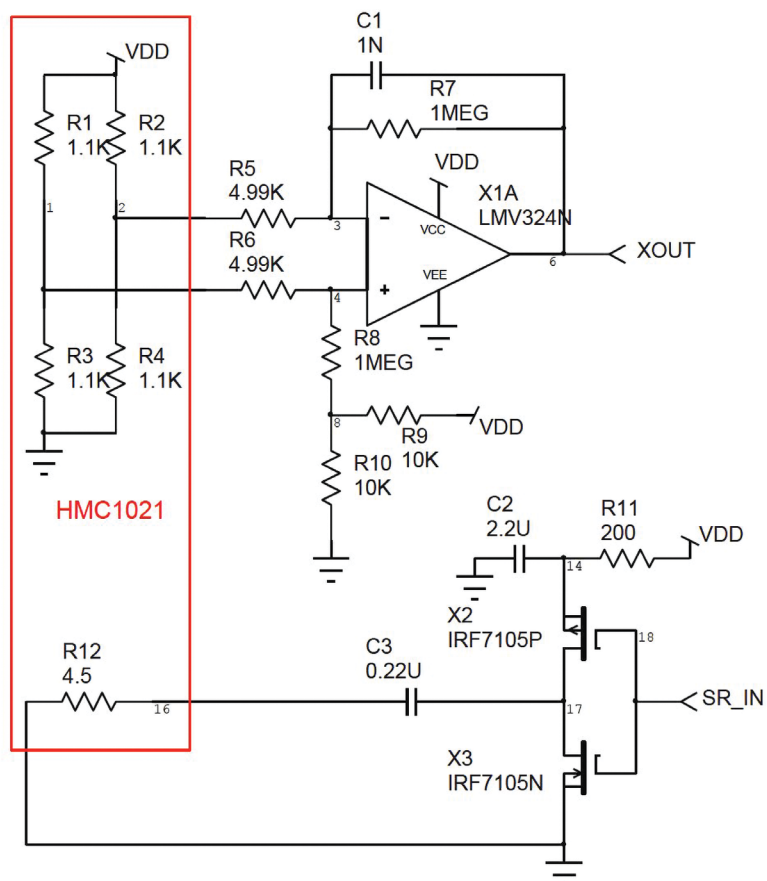 C1
1N
VDD
R7
1MEG
R1
1.1K
R2
1.1K
R5
4.99K
VDD
X1A
LMV324N
1
2
3
-
VCC
R6
4.99K
VEE
6
XOUT
4
+
R3
1.1K
R4
1.1K
R8
1MEG
8
R9
10K
VDD
R10
10K
HMC1021
C2
2.2U
R11
200
VDD
14
X2
IRF7105P
18
R12
4.5
C3
0.22U
16
17
SR_IN
X3
IRF7105N